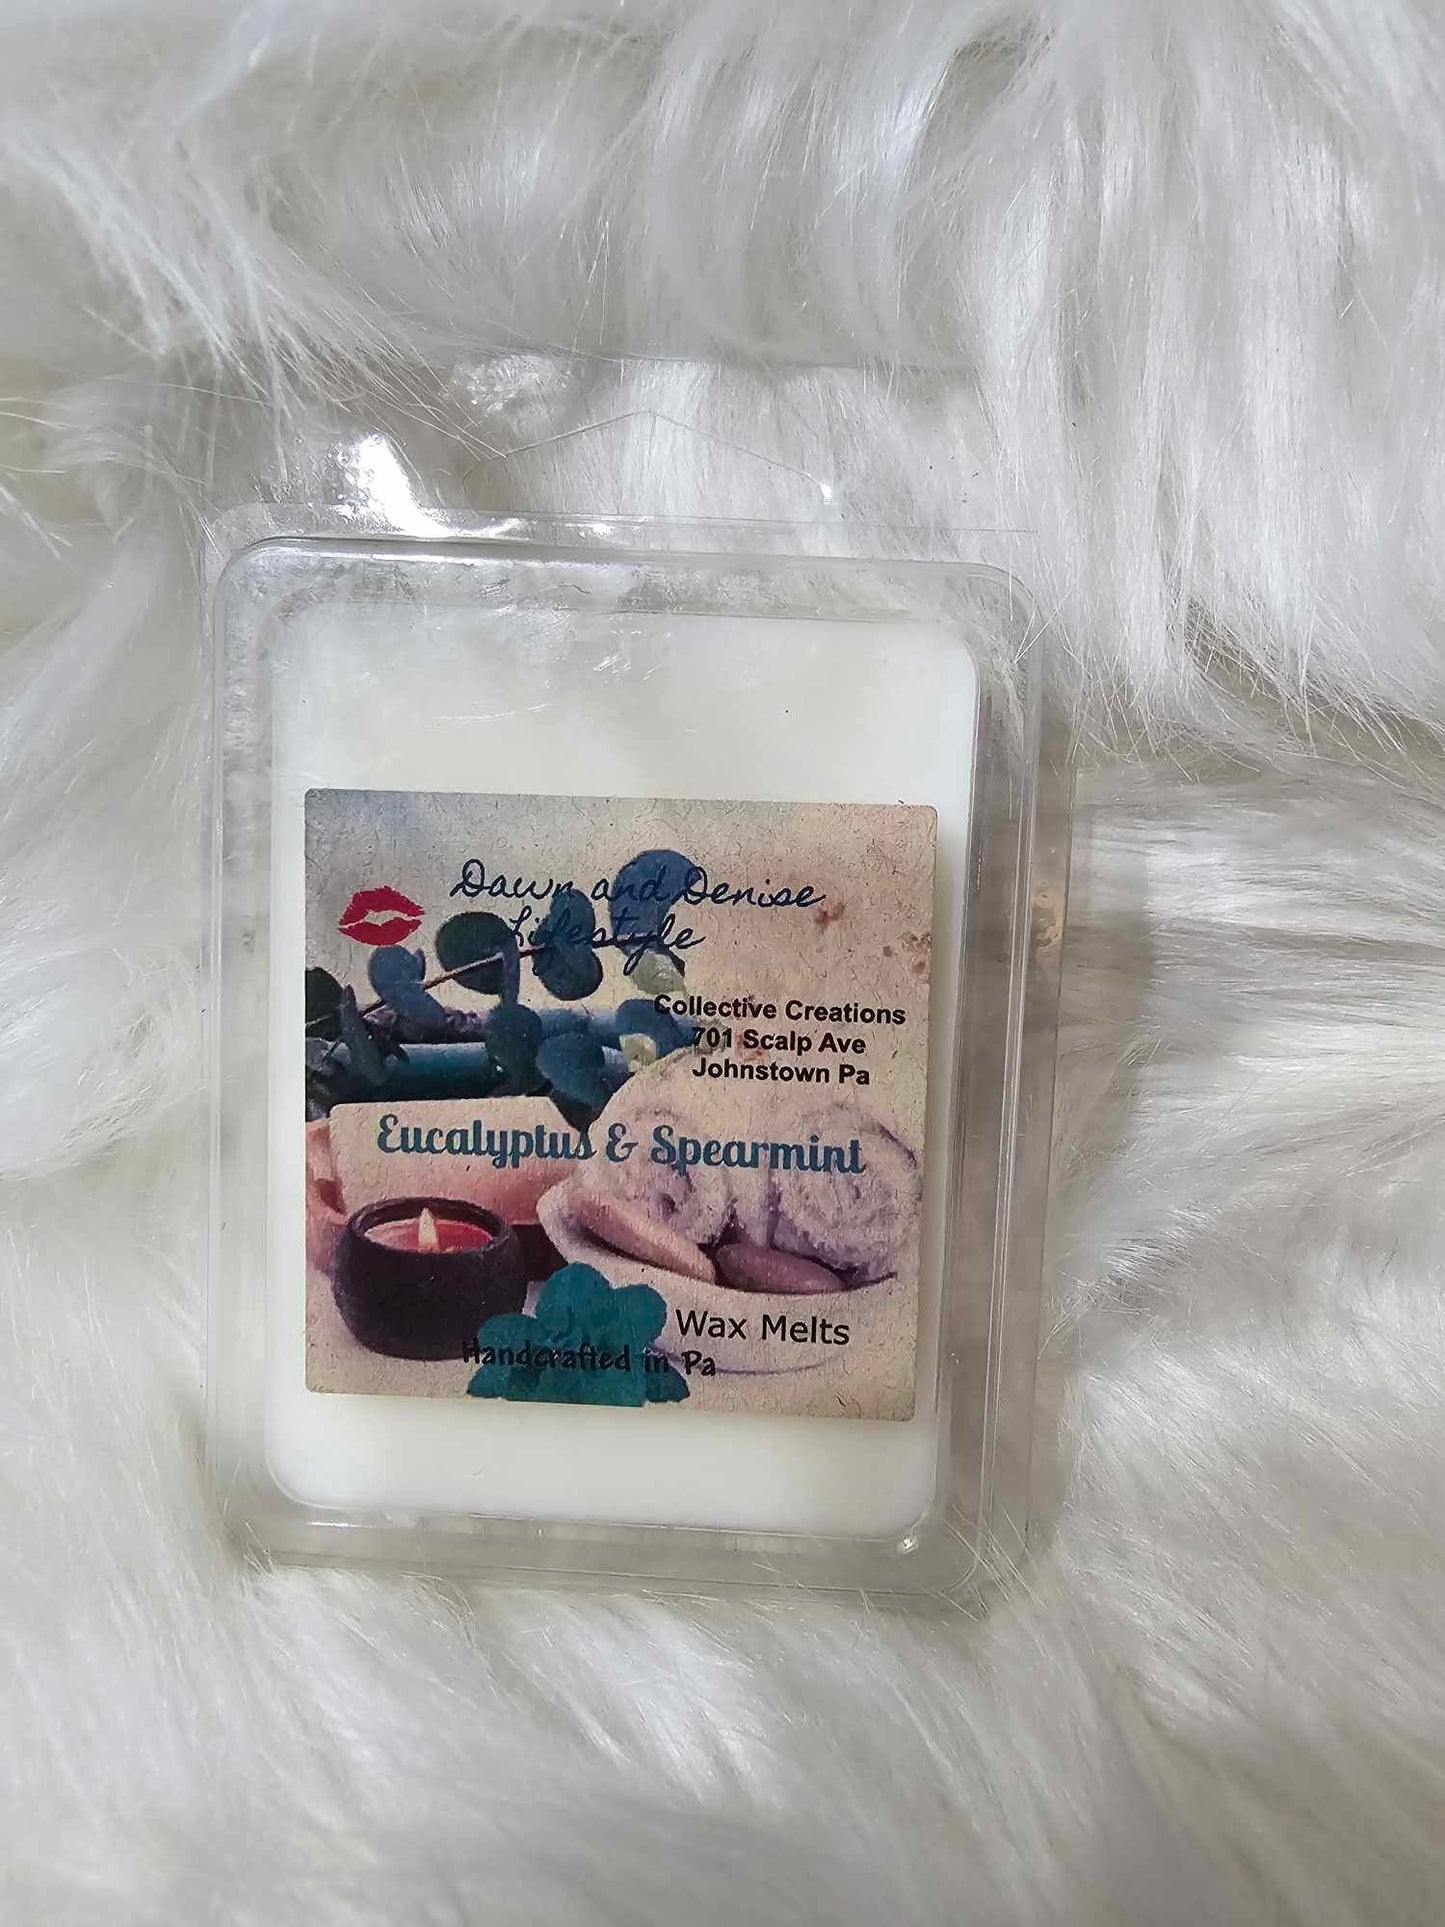 Dawn and Denise
Lifestyle
Collective Creations
701 Scalp Ave
Johnstown Pa
Eucalyptus & Spearmint
Wax Melts
Handcrafted in Pa